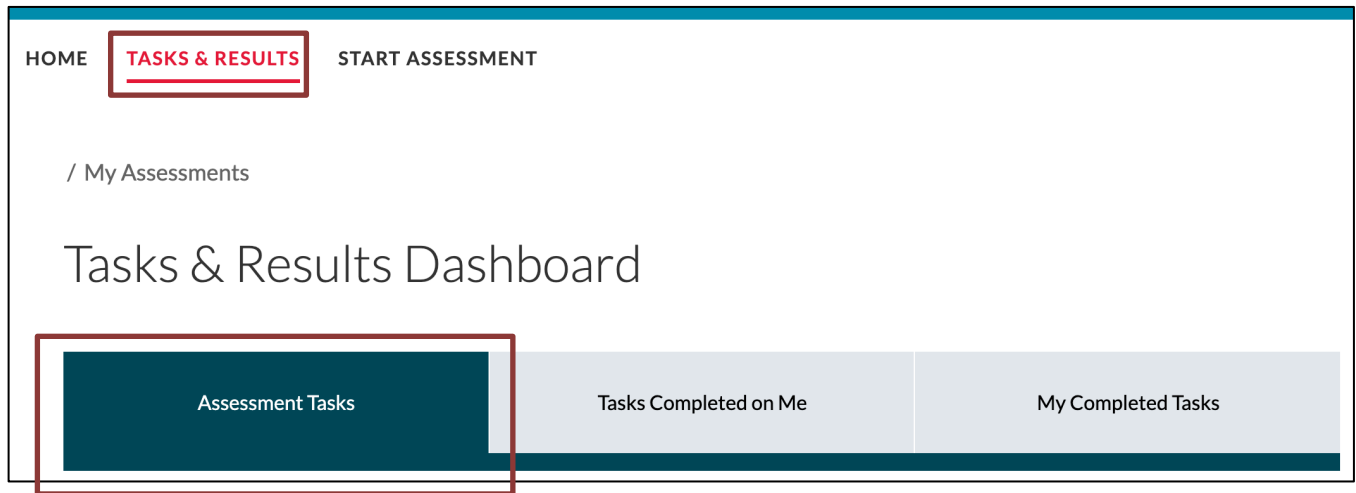 HOME TASKS & RESULTS START ASSESSMENT
/ My Assessments
Tasks & Results Dashboard
Assessment Tasks Tasks Completed on Me My Completed Tasks